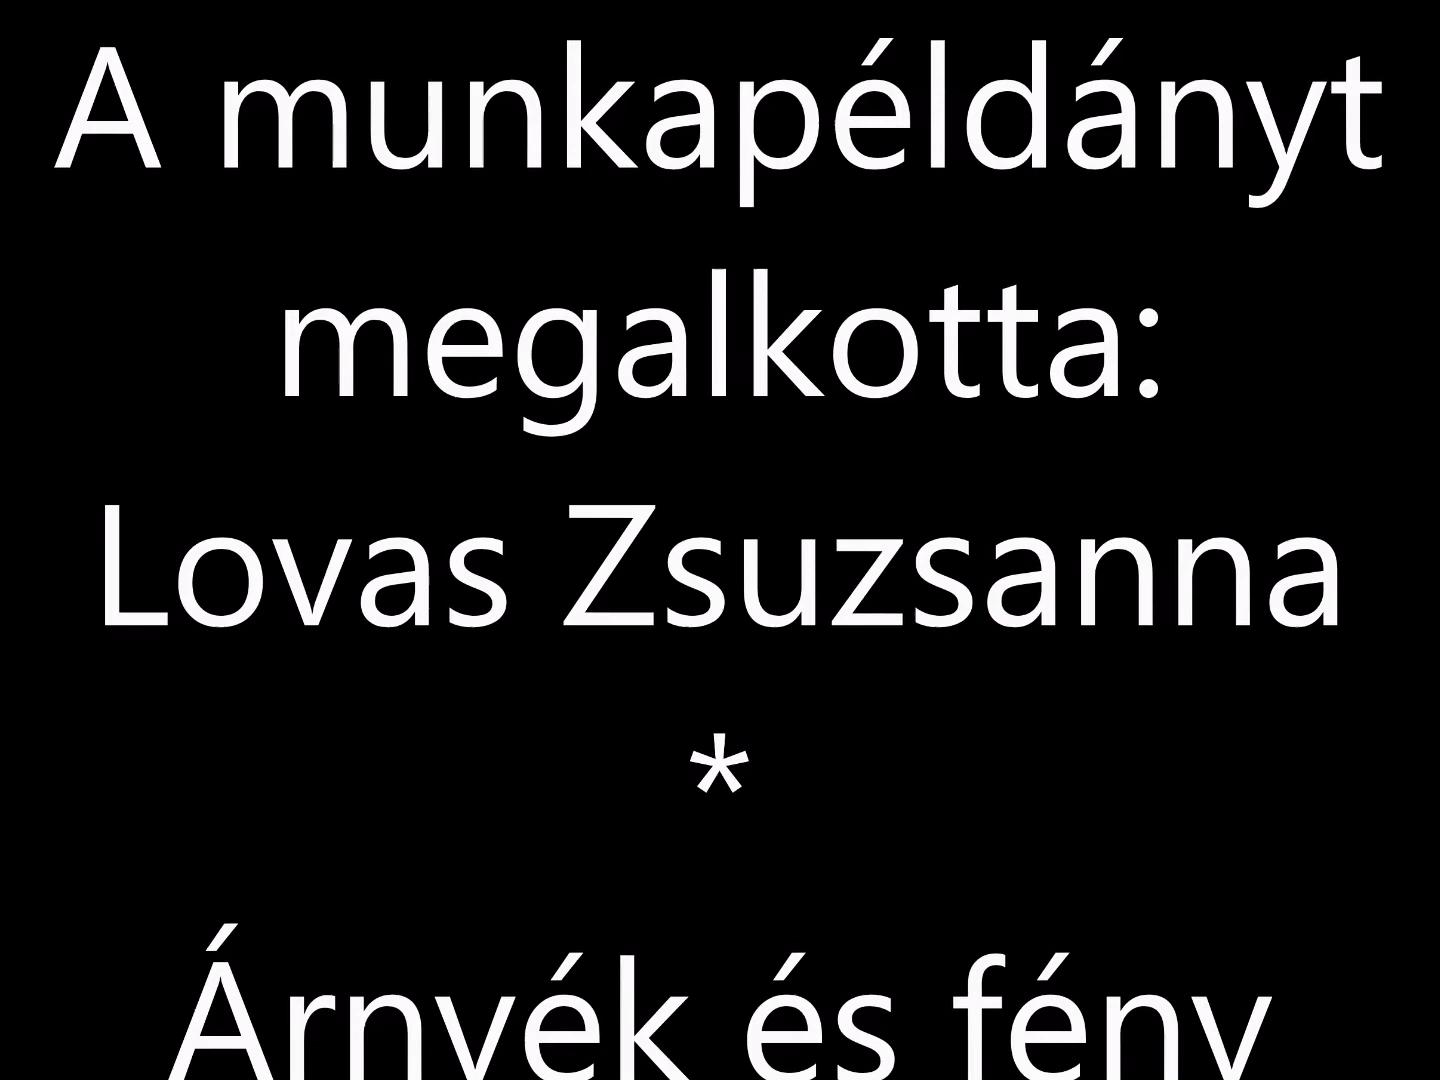 A munkapéldányt
megalkotta:
Lovas Zsuzsanna
*
Árnyék és fény